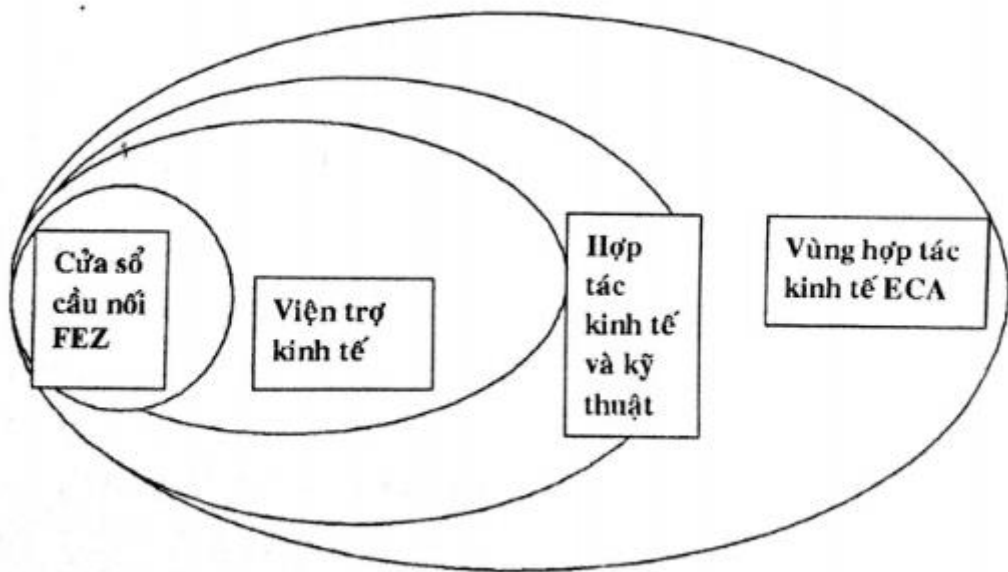 Cửa sổ
cầu nối
FEZ
Viện trợ
kinh tế
Hợp
tác
kinh tế
và kỹ
thuật
Vùng hợp tác
kinh tế ECA